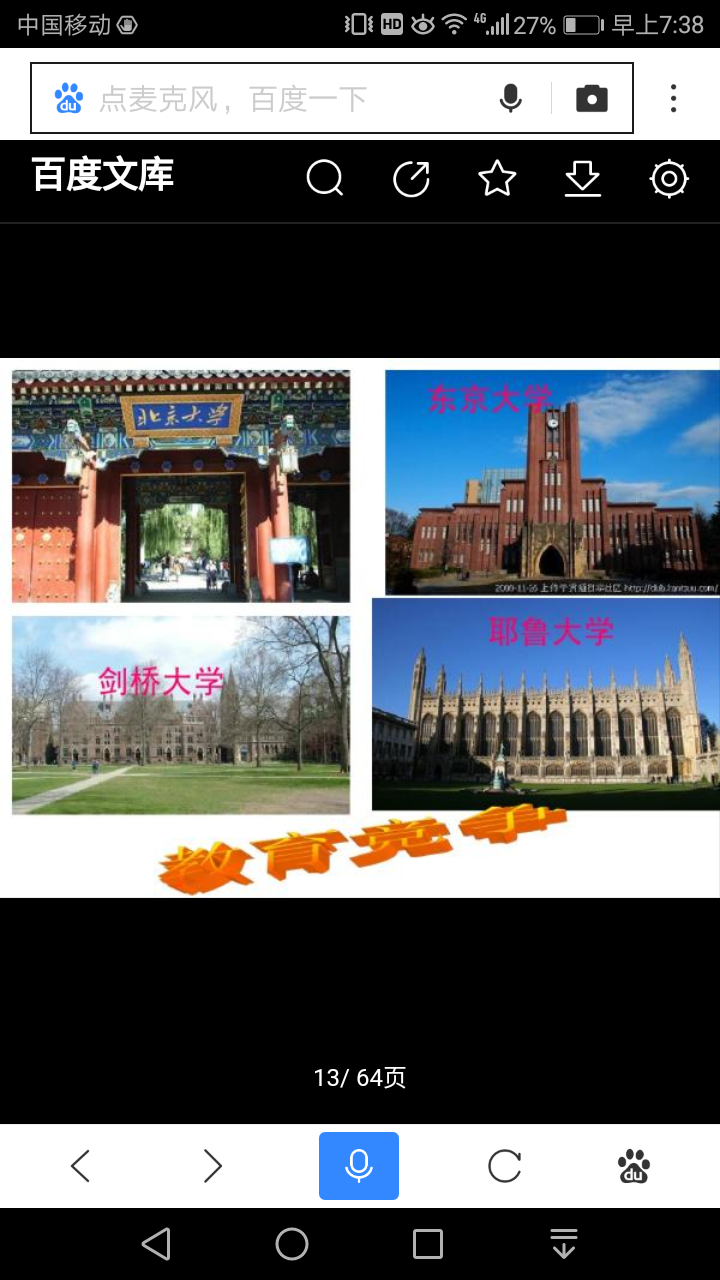 中国移动
HD
4G
27%
早上7:38
du
点麦克风，百度一下
百度文库
北京大学
东京大学
剑桥大学
耶鲁大学
教育竞争
13/ 64页
du